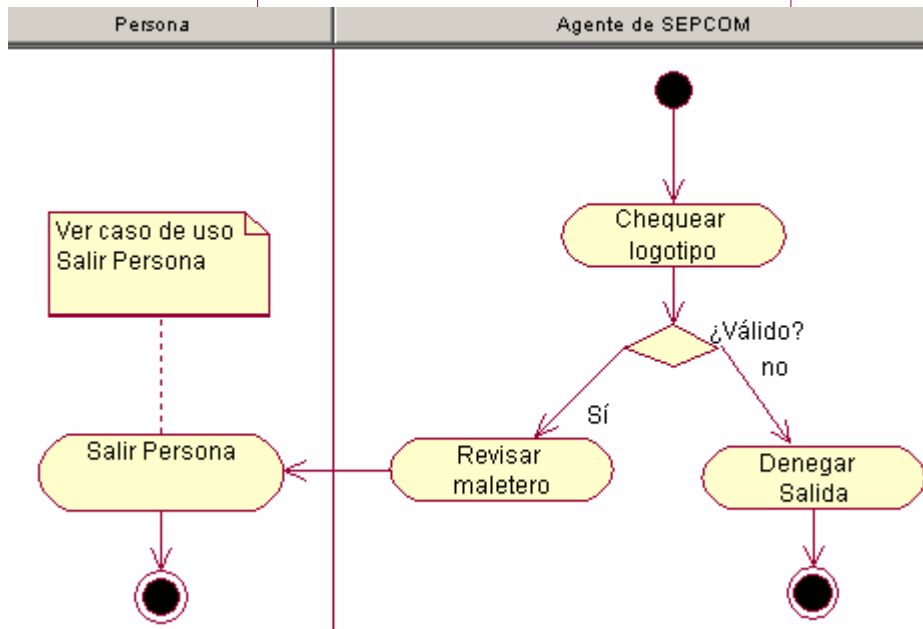 Persona
Agente de SEPCOM
Chequear
logotipo
Ver caso de uso
Salir Persona
¿Válido?
no
Sí
Salir Persona
Revisar
maletero
Denegar
Salida